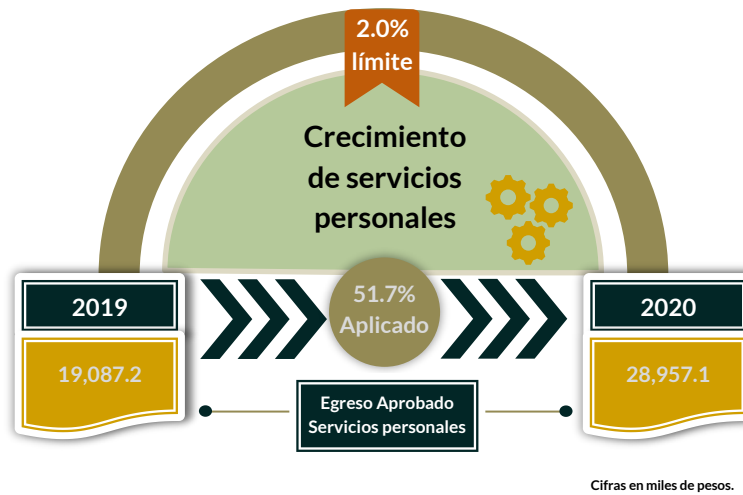 2.0%
límite
Crecimiento
de servicios
personales
2019
51.7%
Aplicado
2020
19,087.2
28,957.1
Egreso Aprobado
Servicios personales
Cifras en miles de pesos.